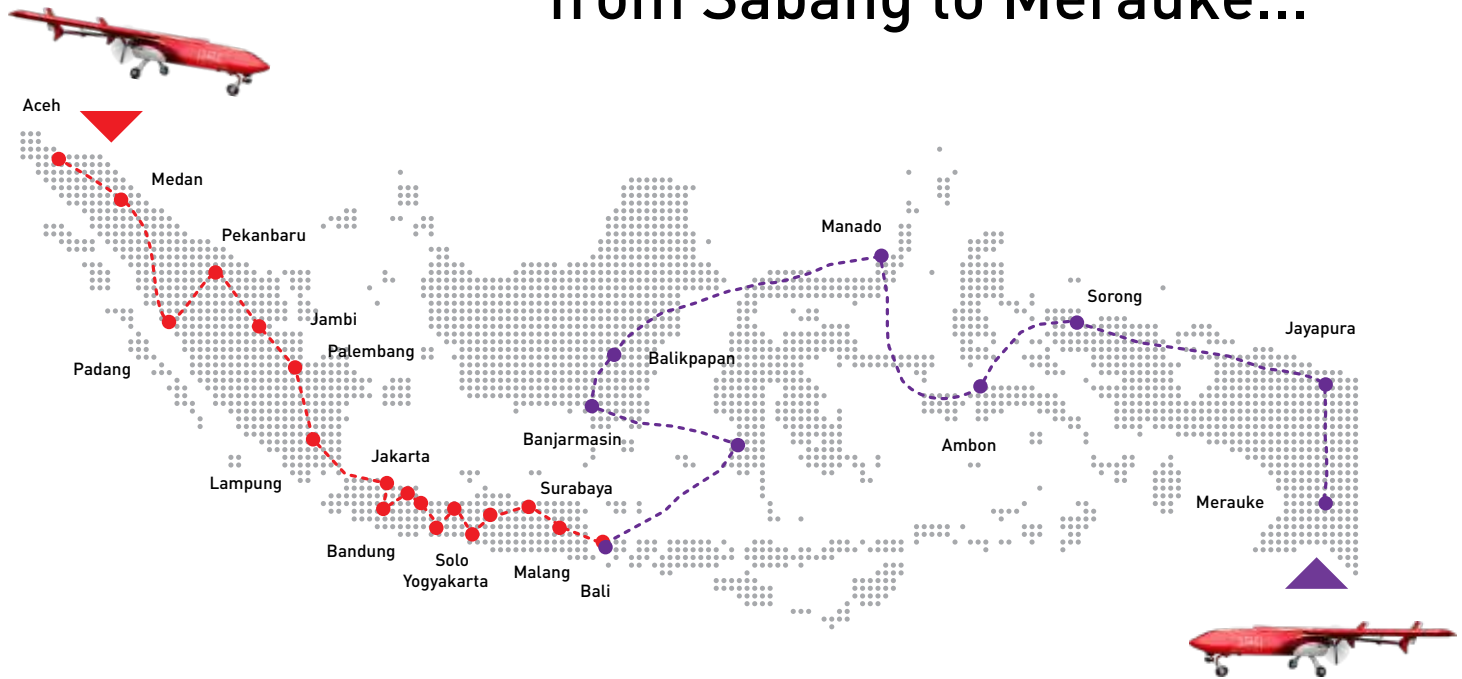 from Sabang to Merauke...
Aceh
Medan
Pekanbaru
Manado
Sorong
Jambi
Jayapura
Palembang
Balikpapan
Padang
Banjarmasin
Ambon
Jakarta
Lampung
Surabaya
Merauke
Bandung
Solo
Yogyakarta
Malang
Bali